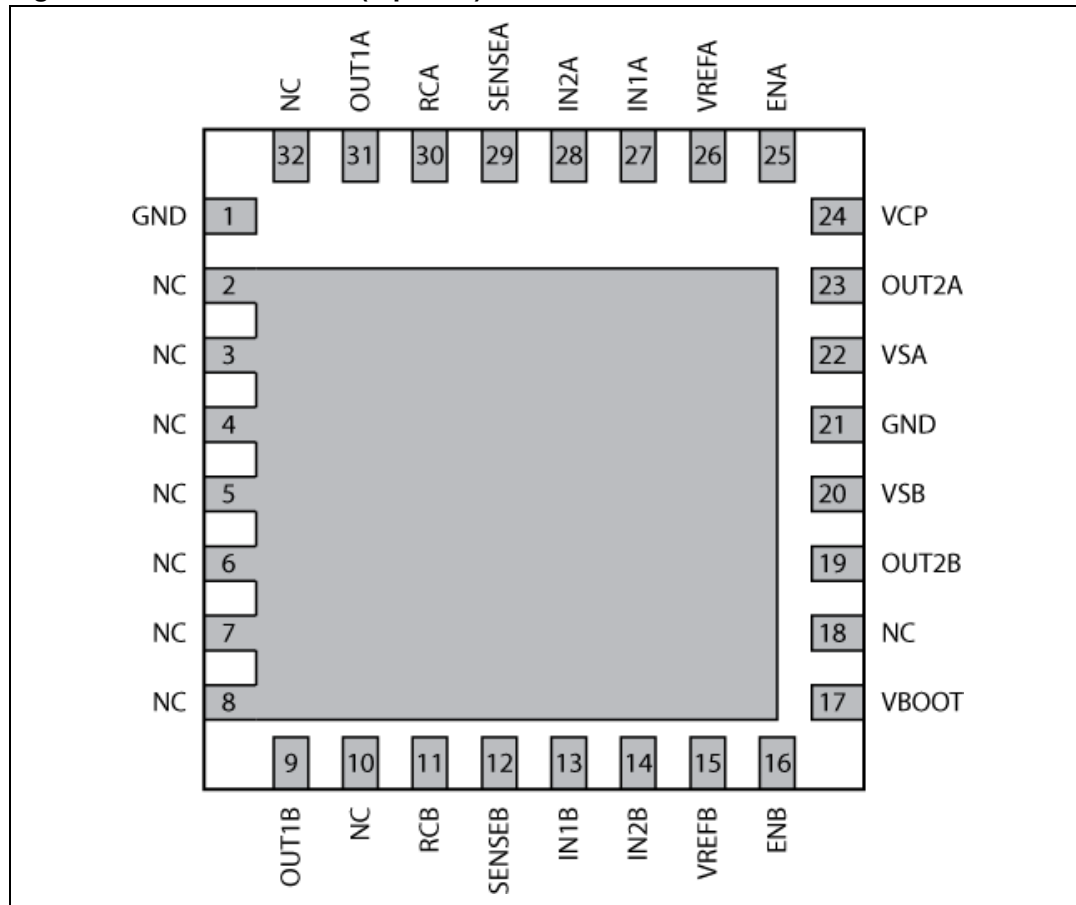 NC OUT1A RCA SENSEA IN2A IN1A VREFA ENA
32 31 30 29 28 27 26 25
GND 1 24 VCP
NC 2 23 OUT2A
NC 3 22 VSA
NC 4 21 GND
NC 5 20 VSB
NC 6 19 OUT2B
NC 7 18 NC
NC 8 17 VBOOT
9 10 11 12 13 14 15 16
OUT1B NC RCB SENSEB IN1B IN2B VREFB ENB